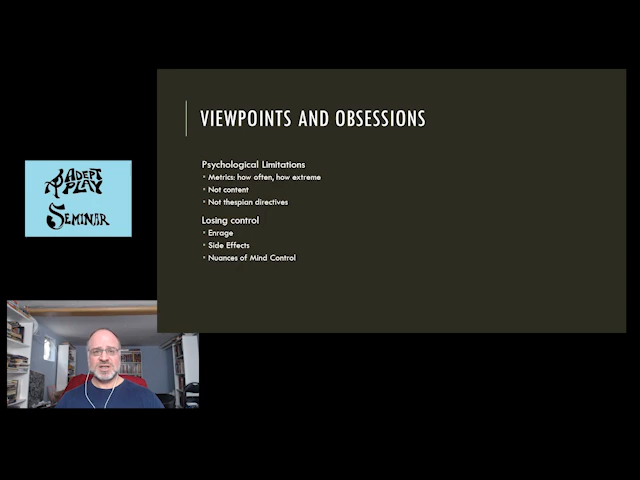 VIEWPOINTS AND OBSESSIONS
Psychological Limitations
Metrics: how often, how extreme
Not content
Not thespian directives
Losing control
Enrage
Side Effects
Nuances of Mind Control
ADEPT
PLAY
SEMINAR